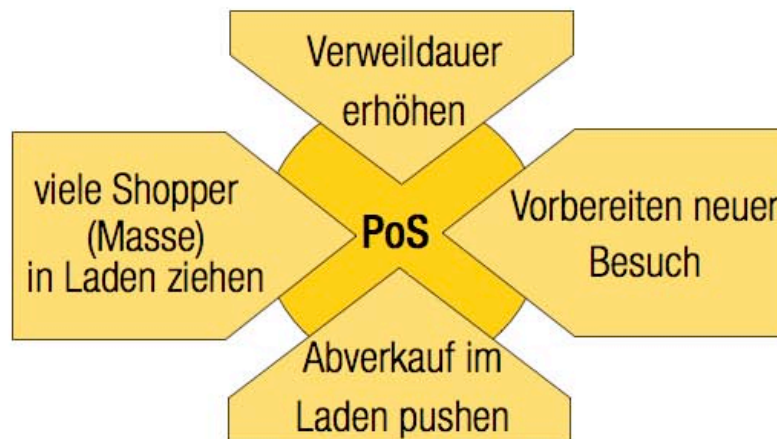 Verweildauer
erhöhen
viele Shopper
(Masse)
in Laden ziehen
PoS
Vorbereiten neuer
Besuch
Abverkauf im
Laden pushen